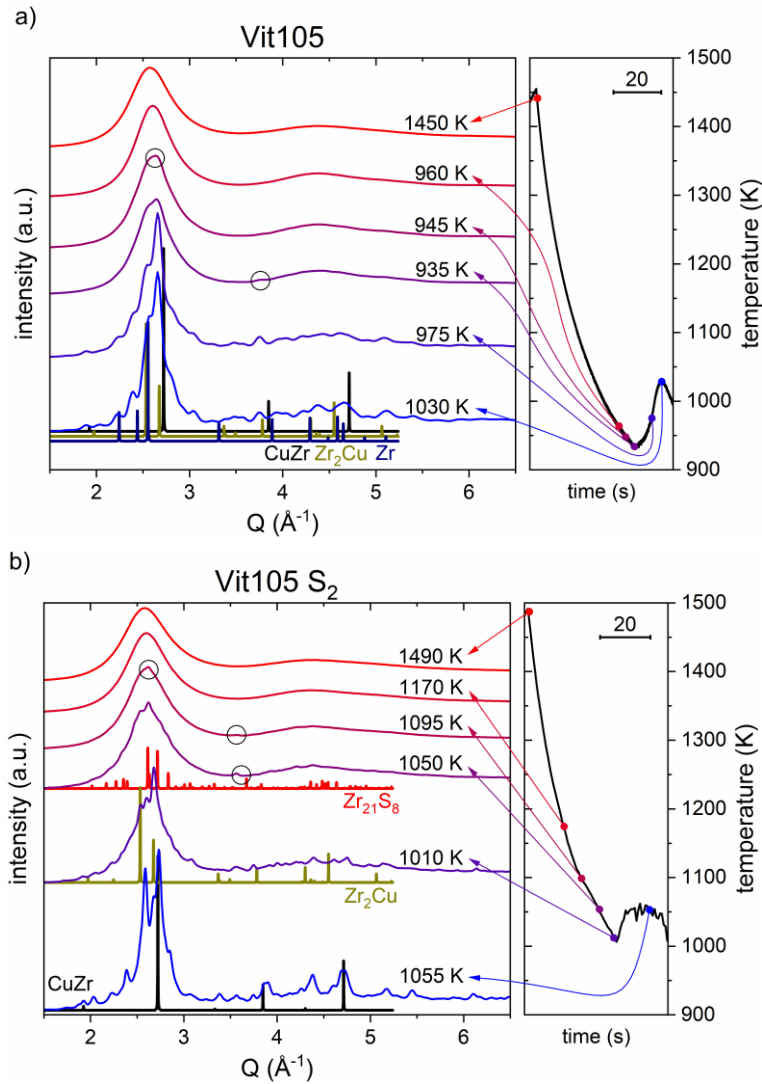 a)
Vit105
20
1500
1400
1300
1200
1100
1000
900
temperature (K)
intensity (a.u.)
1450 K
960 K
945 K
935 K
975 K
1030 K
CuZr Zr₂Cu Zr
2 3 4 5 6
Q (Å⁻¹)
time (s)
b)
Vit105 S₂
20
1500
1400
1300
1200
1100
1000
900
temperature (K)
intensity (a.u.)
1490 K
1170 K
1095 K
1050 K
Zr₂₁S₈
1010 K
Zr₂Cu
1055 K
CuZr
2 3 4 5 6
Q (Å⁻¹)
time (s)